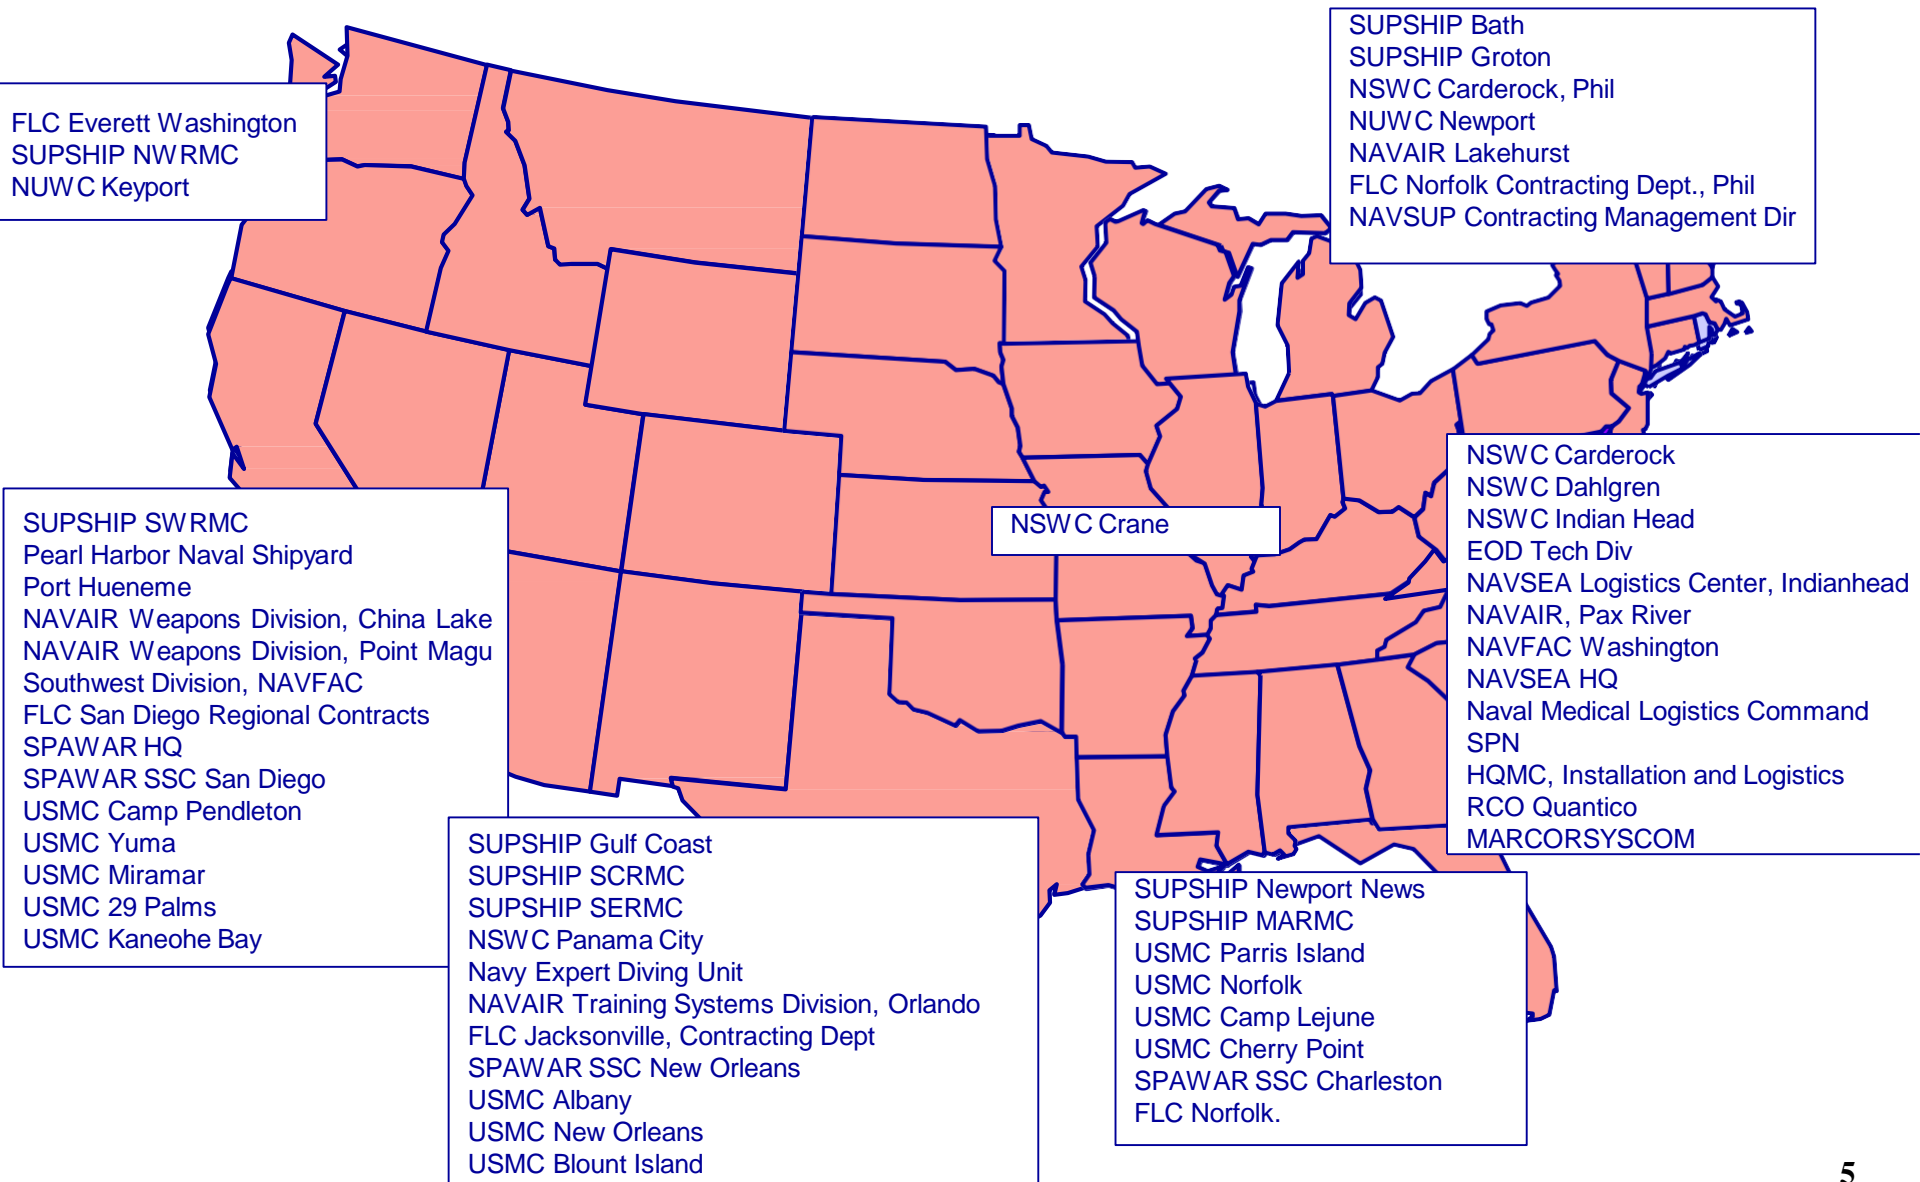 SUPSHIP Bath
SUPSHIP Groton
NSWC Carderock, Phil
NUWC Newport
NAVAIR Lakehurst
FLC Norfolk Contracting Dept., Phil
NAVSUP Contracting Management Dir
FLC Everett Washington
SUPSHIP NWRMC
NUWC Keyport
NSWC Carderock
NSWC Dahlgren
NSWC Indian Head
EOD Tech Div
NAVSEA Logistics Center, Indianhead
NAVAIR, Pax River
NAVFAC Washington
NAVSEA HQ
Naval Medical Logistics Command
SPN
HQMC, Installation and Logistics
RCO Quantico
MARCORSYSCOM
NSWC Crane
SUPSHIP SWRMC
Pearl Harbor Naval Shipyard
Port Hueneme
NAVAIR Weapons Division, China Lake
NAVAIR Weapons Division, Point Magu
Southwest Division, NAVFAC
FLC San Diego Regional Contracts
SPAWAR HQ
SPAWAR SSC San Diego
USMC Camp Pendleton
USMC Yuma
USMC Miramar
USMC 29 Palms
USMC Kaneohe Bay
SUPSHIP Gulf Coast
SUPSHIP SCRMC
SUPSHIP SERMC
NSWC Panama City
Navy Expert Diving Unit
NAVAIR Training Systems Division, Orlando
FLC Jacksonville, Contracting Dept
SPAWAR SSC New Orleans
USMC Albany
USMC New Orleans
USMC Blount Island
SUPSHIP Newport News
SUPSHIP MARMC
USMC Parris Island
USMC Norfolk
USMC Camp Lejune
USMC Cherry Point
SPAWAR SSC Charleston
FLC Norfolk.
5